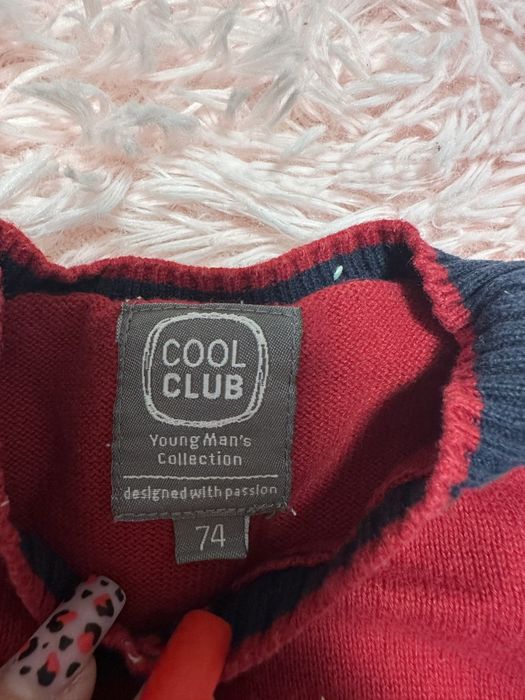 COOL
CLUB
Young Man's
Collection
designed with passion
74